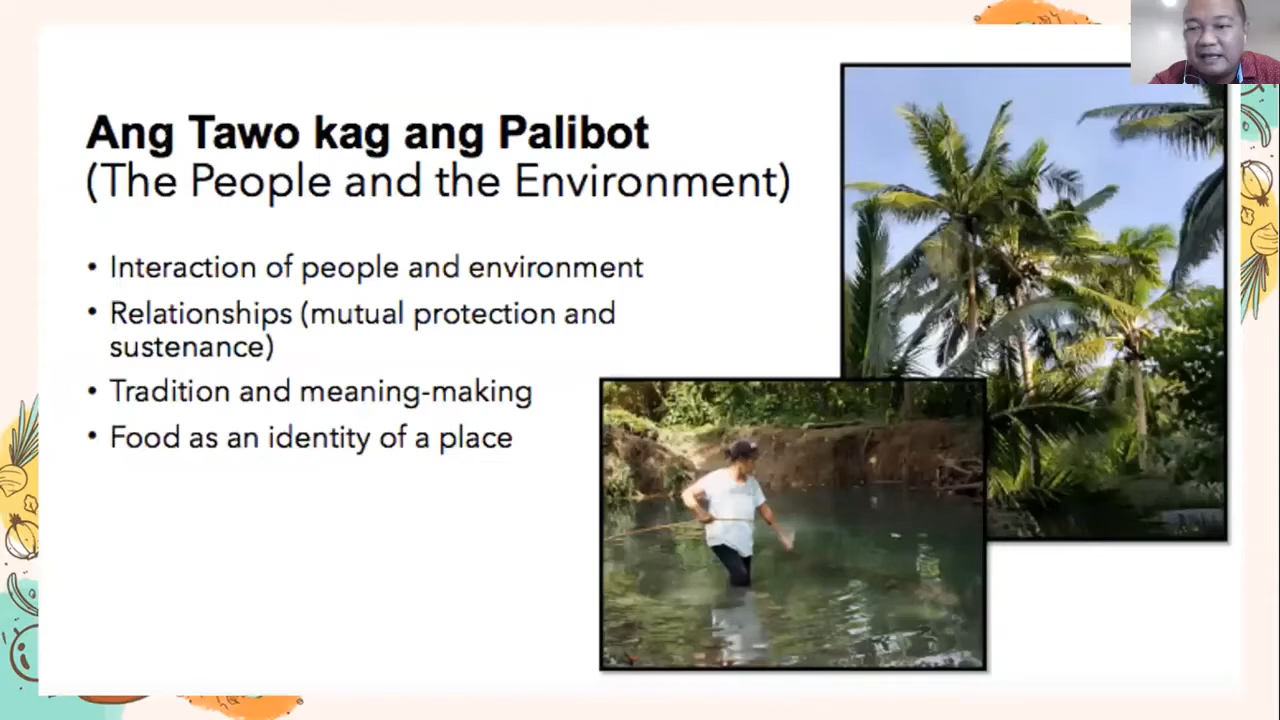 Ang Tawo kag ang Palibot
(The People and the Environment)
• Interaction of people and environment
• Relationships (mutual protection and
sustenance)
• Tradition and meaning-making
• Food as an identity of a place